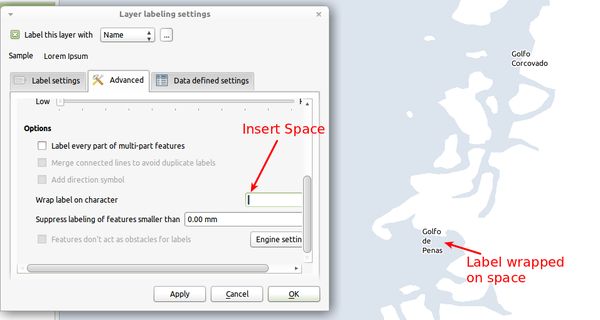 Layer labeling settings
Label this layer with Name ...
Sample Lorem Ipsum
Label settings Advanced Data defined settings
Low
Options
Label every part of multi-part features
Merge connected lines to avoid duplicate labels
Add direction symbol
Wrap label on character
Suppress labeling of features smaller than 0.00 mm
Features don't act as obstacles for labels Engine settin
Apply Cancel OK
Insert Space
Golfo
Corcovado
Golfo
de
Penas
Label wrapped
on space